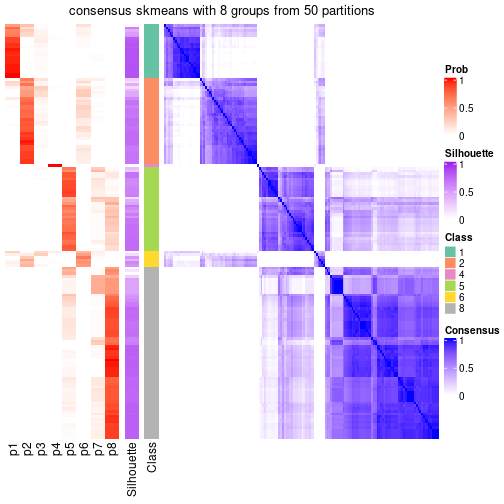 consensus skmeans with 8 groups from 50 partitions
Prob
1
0.5
0
Silhouette
1
0.5
0
Class
1
2
4
5
6
8
Consensus
1
0.5
0
p1
p2
p3
p4
p5
p6
p7
p8
Silhouette
Class